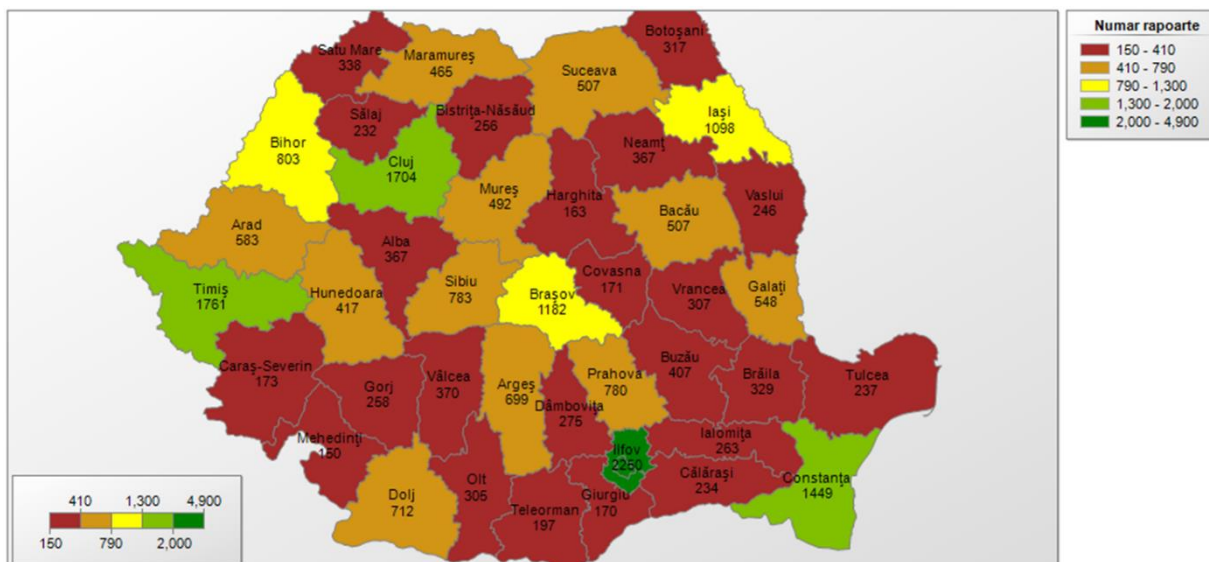 Numar rapoarte
150 - 410
410 - 790
790 - 1,300
1,300 - 2,000
2,000 - 4,900
Botoşani
317
Satu Mare
338
Maramureş
465
Suceava
507
Iaşi
1098
Sălaj
232
Bistriţa-Năsăud
256
Bihor
803
Cluj
1704
Neamţ
367
Mureş
492
Harghita
163
Bacău
507
Vaslui
246
Arad
583
Alba
367
Timiş
1761
Hunedoara
417
Sibiu
783
Braşov
1182
Covasna
171
Vrancea
307
Galaţi
548
Caraş-Severin
173
Gorj
258
Vâlcea
370
Argeş
699
Prahova
780
Dâmboviţa
275
Buzău
407
Brăila
329
Tulcea
237
Mehedinţi
150
Ilfov
2250
Ialomiţa
263
Călăraşi
234
Constanţa
1449
Dolj
712
Olt
305
Teleorman
197
Giurgiu
170
410 1,300 4,900
150 790 2,000